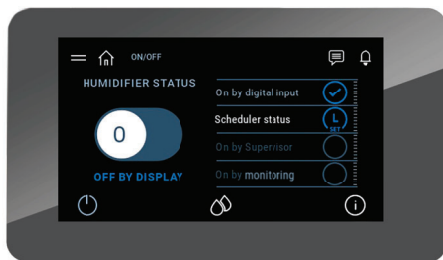 ON/OFF
HUMIDIFIER STATUS
On by digital input
0
Scheduler status
SET
On by Supervisor
OFF BY DISPLAY
On by monitoring